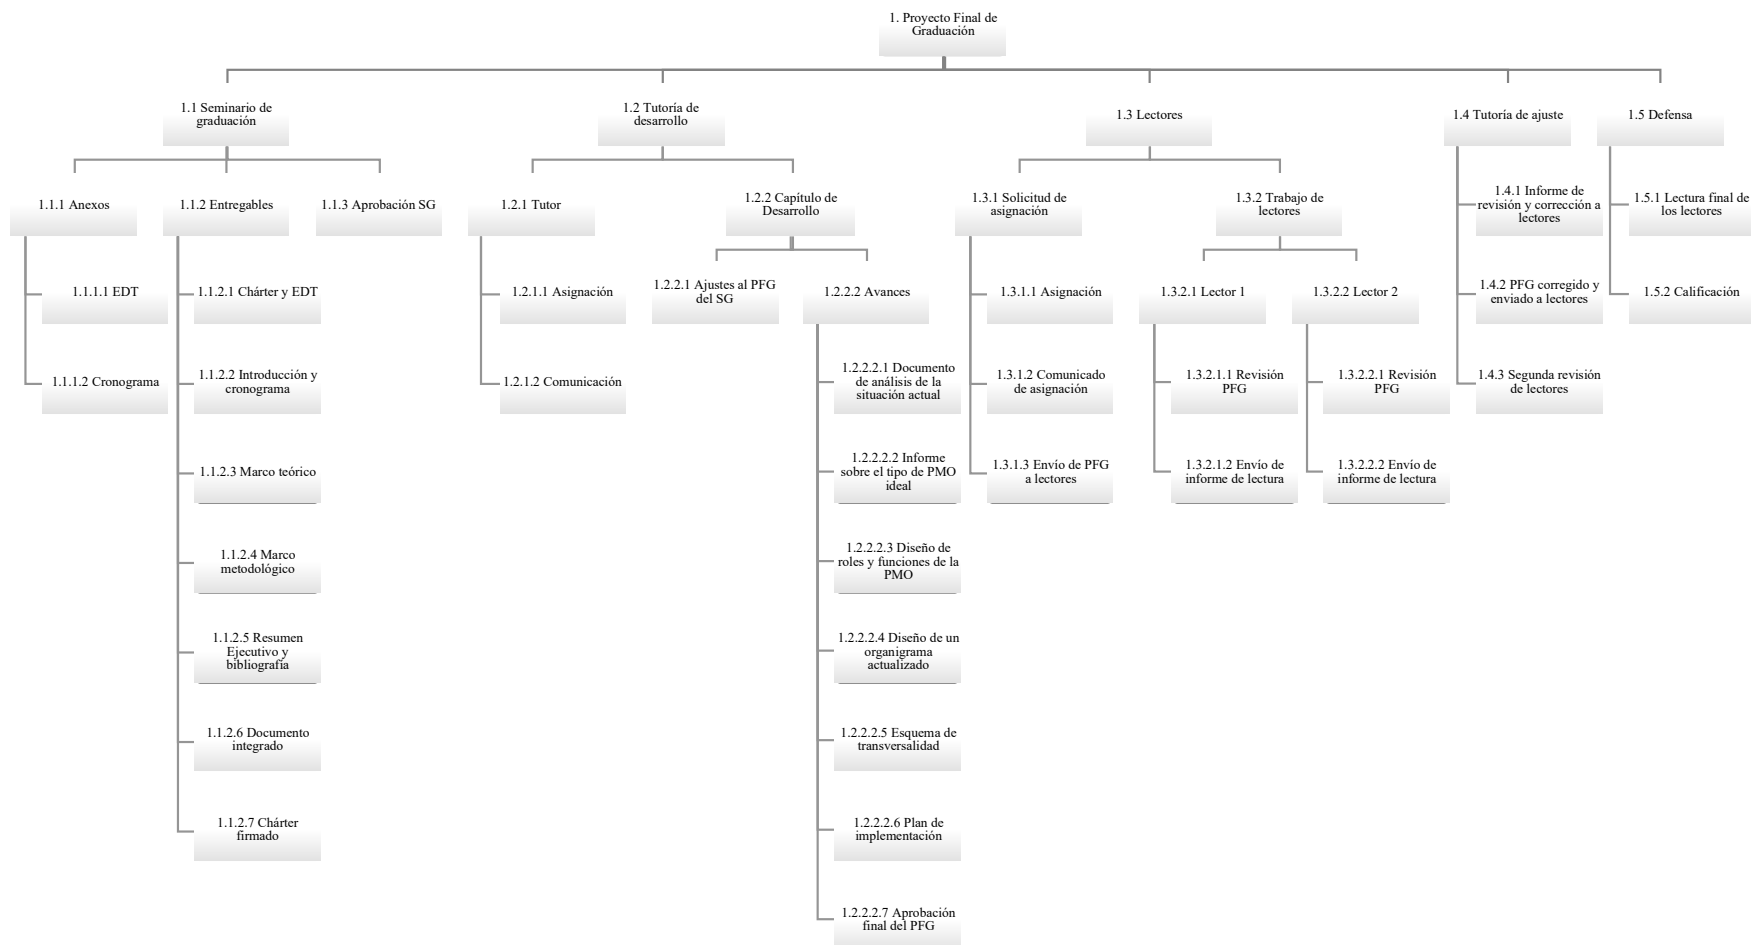 1. Proyecto Final de
Graduación
1.1 Seminario de
graduación
1.1.1 Anexos
1.1.1.1 EDT
1.1.1.2 Cronograma
1.1.2 Entregables
1.1.2.1 Chárter y EDT
1.1.2.2 Introducción y
cronograma
1.1.2.3 Marco teórico
1.1.2.4 Marco
metodológico
1.1.2.5 Resumen
Ejecutivo y
bibliografía
1.1.2.6 Documento
integrado
1.1.2.7 Chárter
firmado
1.1.3 Aprobación SG
1.2 Tutoría de
desarrollo
1.2.1 Tutor
1.2.1.1 Asignación
1.2.1.2 Comunicación
1.2.2 Capítulo de
Desarrollo
1.2.2.1 Ajustes al PFG
del SG
1.2.2.2 Avances
1.2.2.2.1 Documento
de análisis de la
situación actual
1.2.2.2.2 Informe
sobre el tipo de PMO
ideal
1.2.2.2.3 Diseño de
roles y funciones de la
PMO
1.2.2.2.4 Diseño de un
organigrama
actualizado
1.2.2.2.5 Esquema de
transversalidad
1.2.2.2.6 Plan de
implementación
1.2.2.2.7 Aprobación
final del PFG
1.3 Lectores
1.3.1 Solicitud de
asignación
1.3.1.1 Asignación
1.3.1.2 Comunicado
de asignación
1.3.1.3 Envío de PFG
a lectores
1.3.2 Trabajo de
lectores
1.3.2.1 Lector 1
1.3.2.1.1 Revisión
PFG
1.3.2.1.2 Envío de
informe de lectura
1.3.2.2 Lector 2
1.3.2.2.1 Revisión
PFG
1.3.2.2.2 Envío de
informe de lectura
1.4 Tutoría de ajuste
1.4.1 Informe de
revisión y corrección a
lectores
1.4.2 PFG corregido y
enviado a lectores
1.4.3 Segunda revisión
de lectores
1.5 Defensa
1.5.1 Lectura final de
los lectores
1.5.2 Calificación